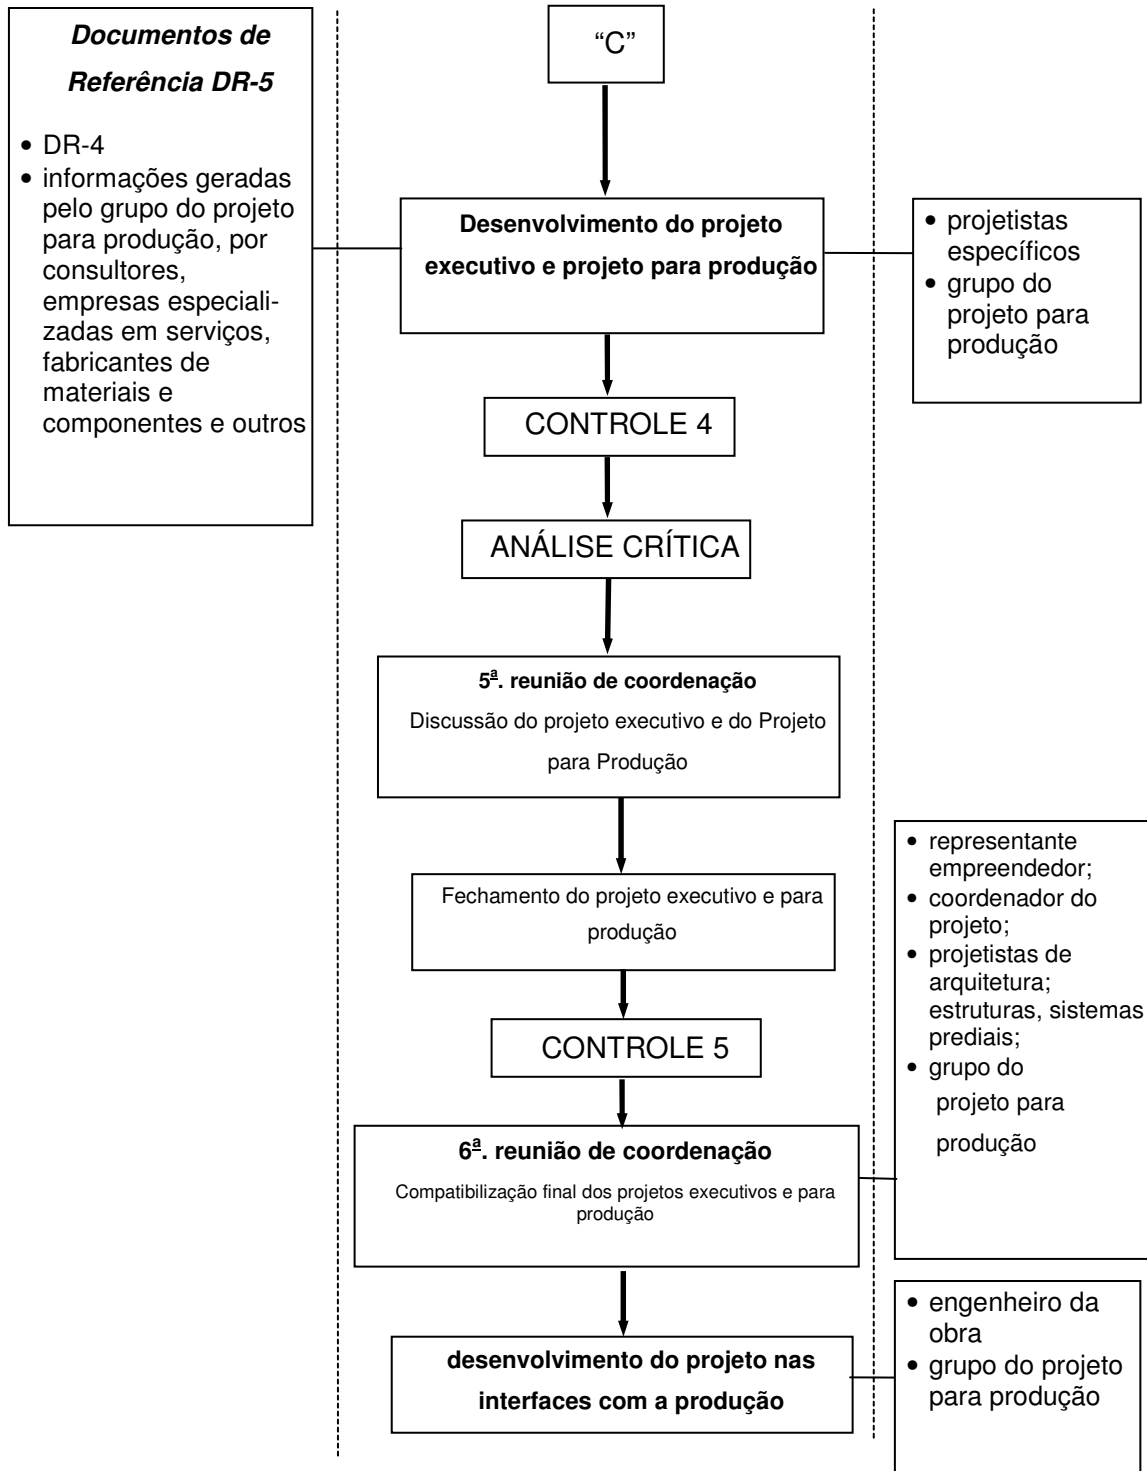 Documentos de
Referência DR-5
• DR-4
• informações geradas
pelo grupo do projeto
para produção, por
consultores,
empresas especiali-
zadas em serviços,
fabricantes de
materiais e
componentes e outros
“C”
Desenvolvimento do projeto
executivo e projeto para produção
• projetistas
específicos
• grupo do
projeto para
produção
CONTROLE 4
ANÁLISE CRÍTICA
5ª. reunião de coordenação
Discussão do projeto executivo e do Projeto
para Produção
Fechamento do projeto executivo e para
produção
CONTROLE 5
6ª. reunião de coordenação
Compatibilização final dos projetos executivos e para
produção
• representante
empreendedor;
• coordenador do
projeto;
• projetistas de
arquitetura;
estruturas, sistemas
prediais;
• grupo do
projeto para
produção
desenvolvimento do projeto nas
interfaces com a produção
• engenheiro da
obra
• grupo do projeto
para produção